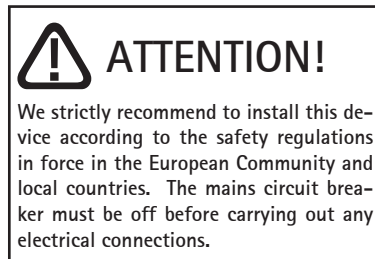 ATTENTION!
We strictly recommend to install this de-
vice according to the safety regulations
in force in the European Community and
local countries. The mains circuit brea-
ker must be off before carrying out any
electrical connections.